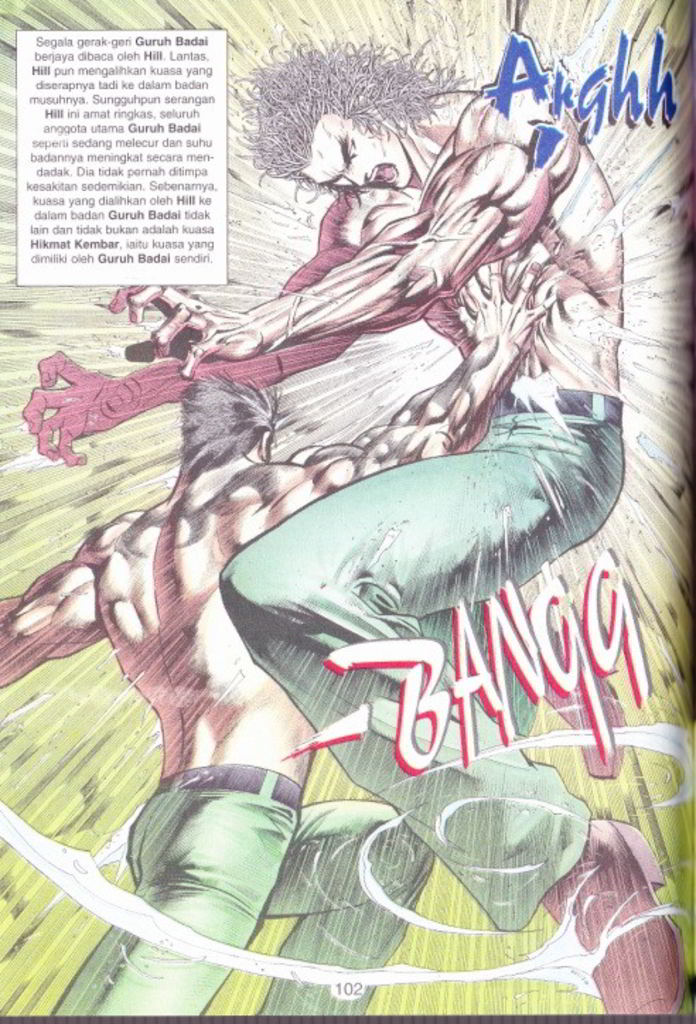 Segala gerak-geri Guruh Badai
berjaya dibaca oleh Hill. Lantas,
Hill pun mengalihkan kuasa yang
diserapnya tadi ke dalam badan
musuhnya. Sungguhpun serangan
Hill ini amat ringkas, seluruh
anggota utama Guruh Badai
seperti sedang melecur dan suhu
badannya meningkat secara men-
dadak. Dia tidak pernah ditimpa
kesakitan sedemikian. Sebenarnya,
kuasa yang dialihkan oleh Hill ke
dalam badan Guruh Badai tidak
lain dan tidak bukan adalah kuasa
Hikmat Kembar, iaitu kuasa yang
dimiliki oleh Guruh Badai sendiri.
Arghh
BANGG
102